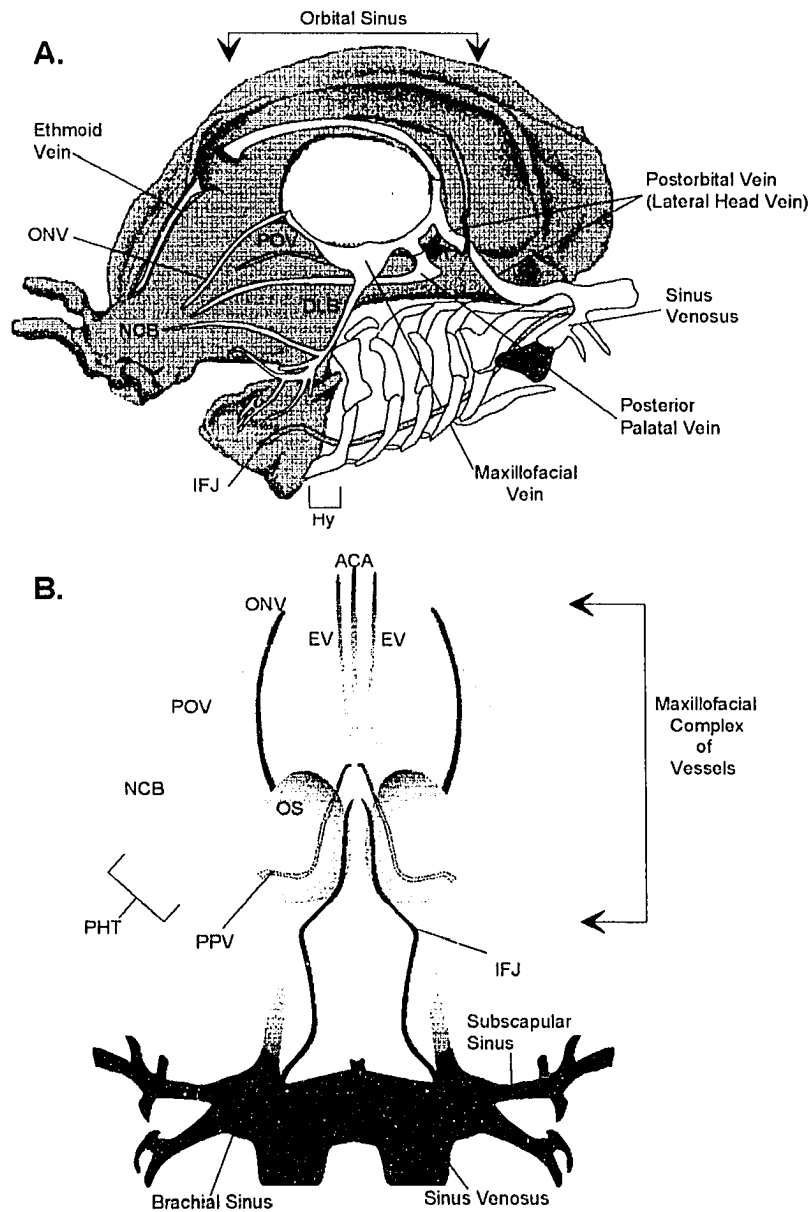 Orbital Sinus
A.
Ethmoid
Vein
ONV
POV
DLB
NCB
IFJ
Hy
Postorbital Vein
(Lateral Head Vein)
Sinus
Venosus
Posterior
Palatal Vein
Maxillofacial
Vein
B.
ACA
ONV
EV
EV
POV
NCB
OS
PHT
PPV
IFJ
Maxillofacial
Complex
of
Vessels
Subscapular
Sinus
Brachial Sinus
Sinus Venosus